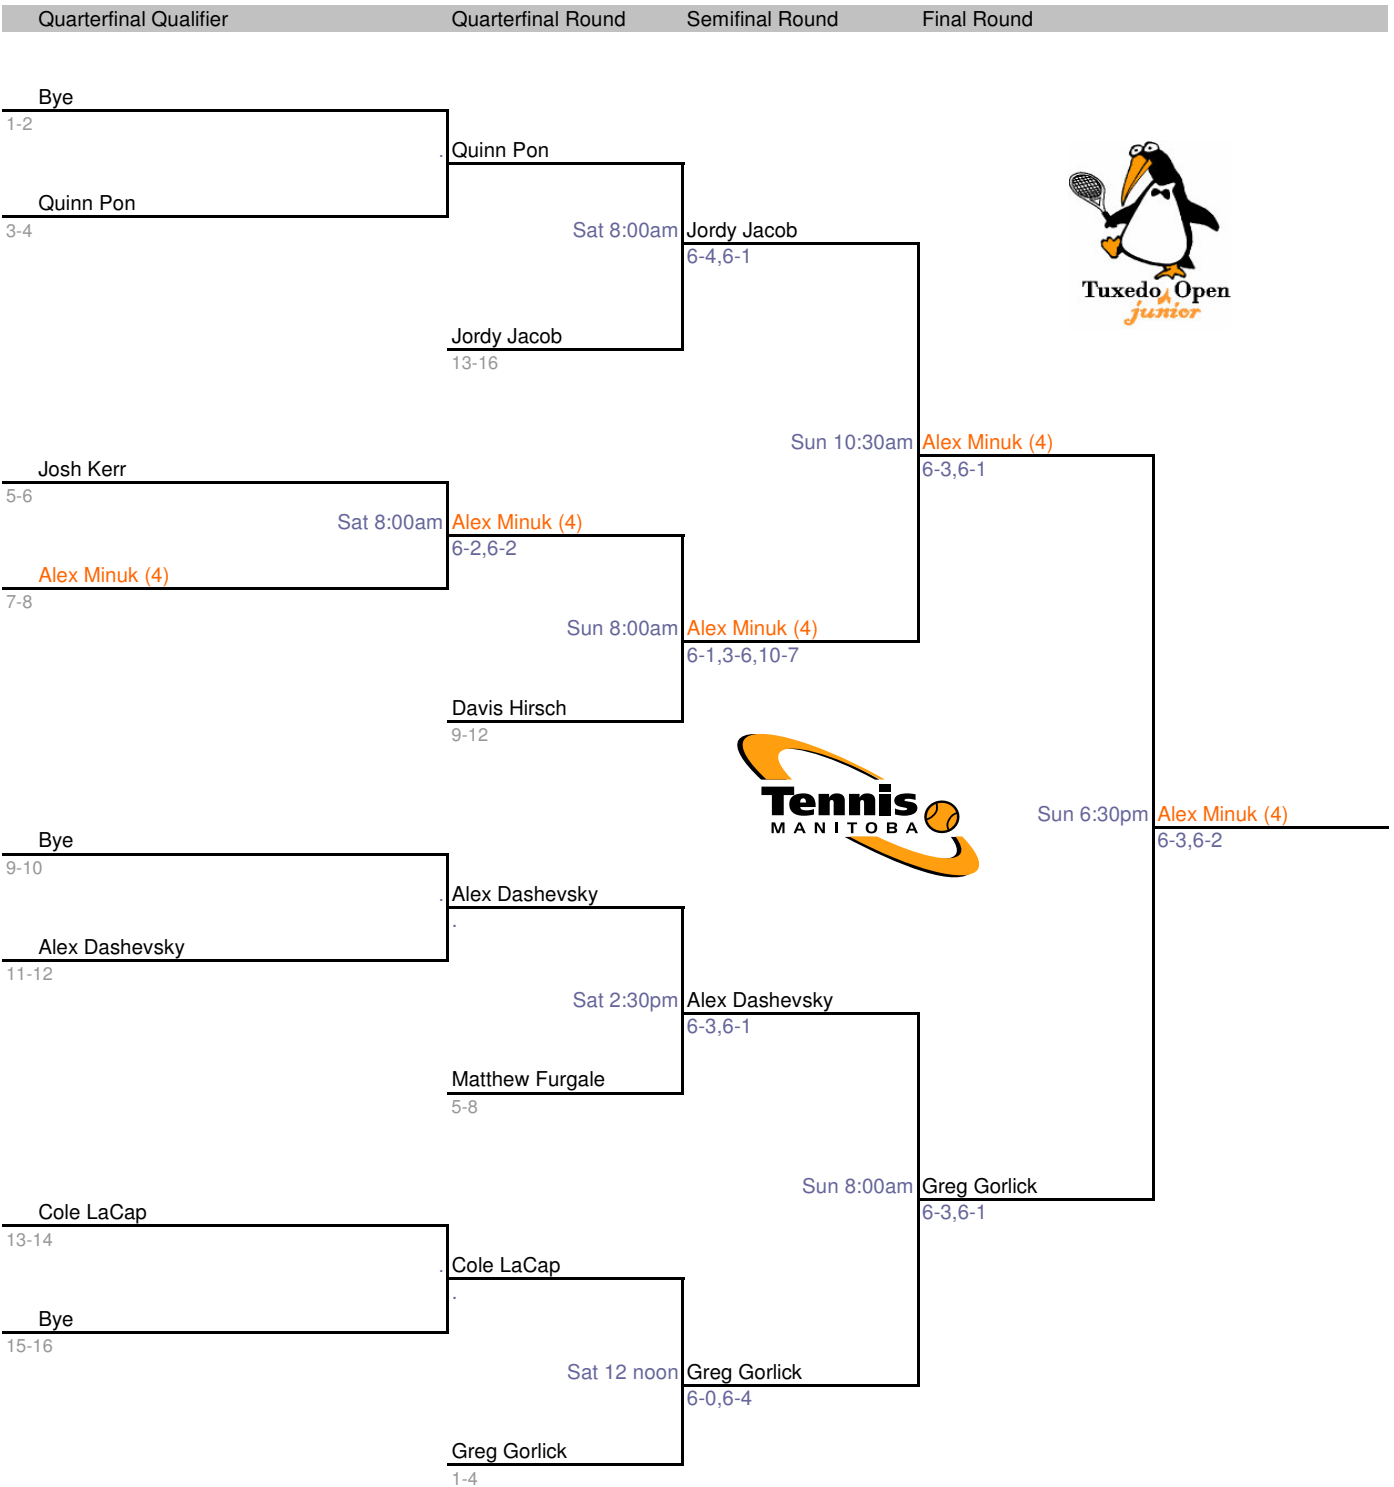 Quarterfinal Qualifier Quarterfinal Round Semifinal Round Final Round
Bye
1-2
. Quinn Pon
Quinn Pon
3-4
Sat 8:00am Jordy Jacob
6-4,6-1
Tuxedo Open
junior
Jordy Jacob
13-16
Sun 10:30am Alex Minuk (4)
6-3,6-1
Josh Kerr
5-6
Sat 8:00am Alex Minuk (4)
6-2,6-2
Alex Minuk (4)
7-8
Sun 8:00am Alex Minuk (4)
6-1,3-6,10-7
Davis Hirsch
9-12
Tennis
MANITOBA
Sun 6:30pm Alex Minuk (4)
6-3,6-2
Bye
9-10
. Alex Dashevsky
.
Alex Dashevsky
11-12
Sat 2:30pm Alex Dashevsky
6-3,6-1
Matthew Furgale
5-8
Sun 8:00am Greg Gorlick
6-3,6-1
Cole LaCap
13-14
. Cole LaCap
.
Bye
15-16
Sat 12 noon Greg Gorlick
6-0,6-4
Greg Gorlick
1-4